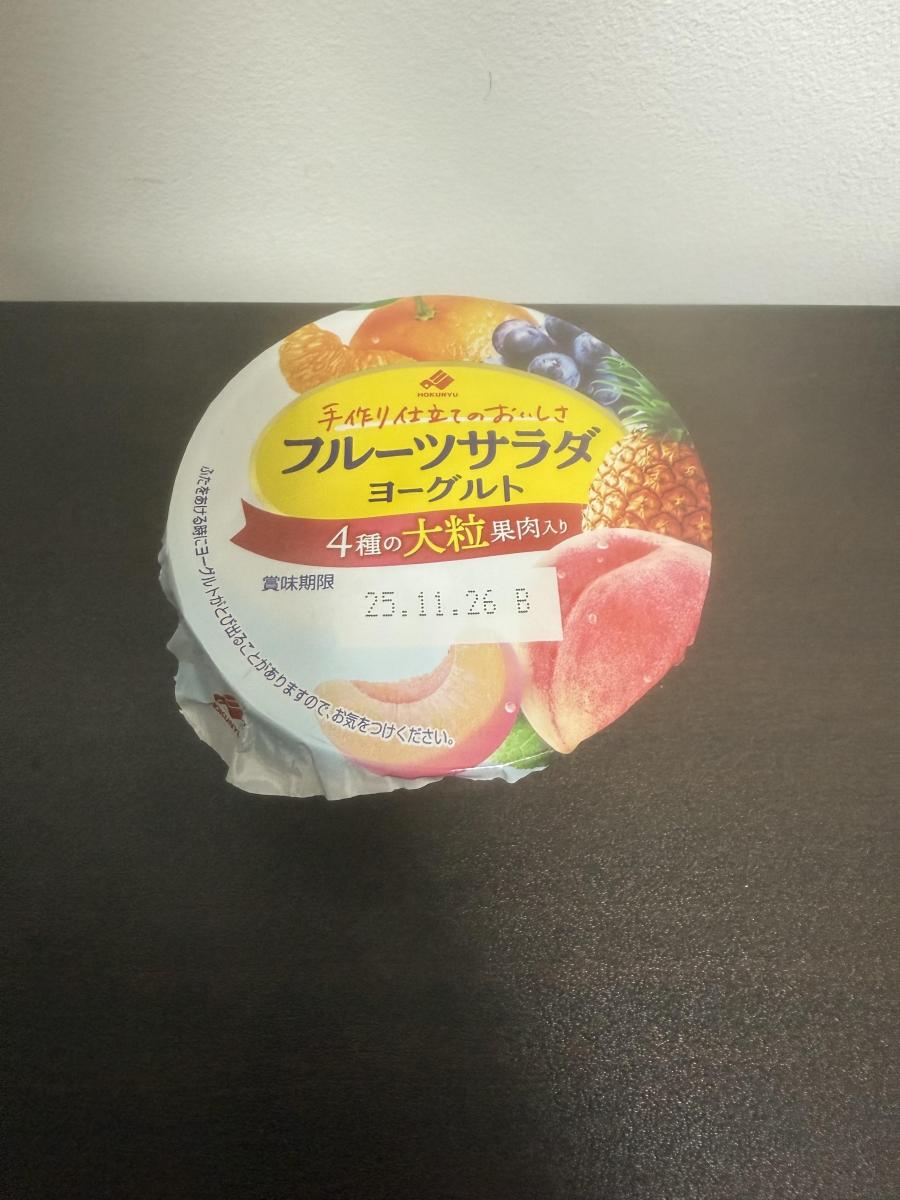 HOKUNYU
手作り仕立てのおいしさ
フルーツサラダ
ヨーグルト
4種の大粒果肉入り
賞味期限
25.11.26 B
ふたをあける時にヨーグルトがとび出ることがありますので、お気をつけください。
HOKUNYU